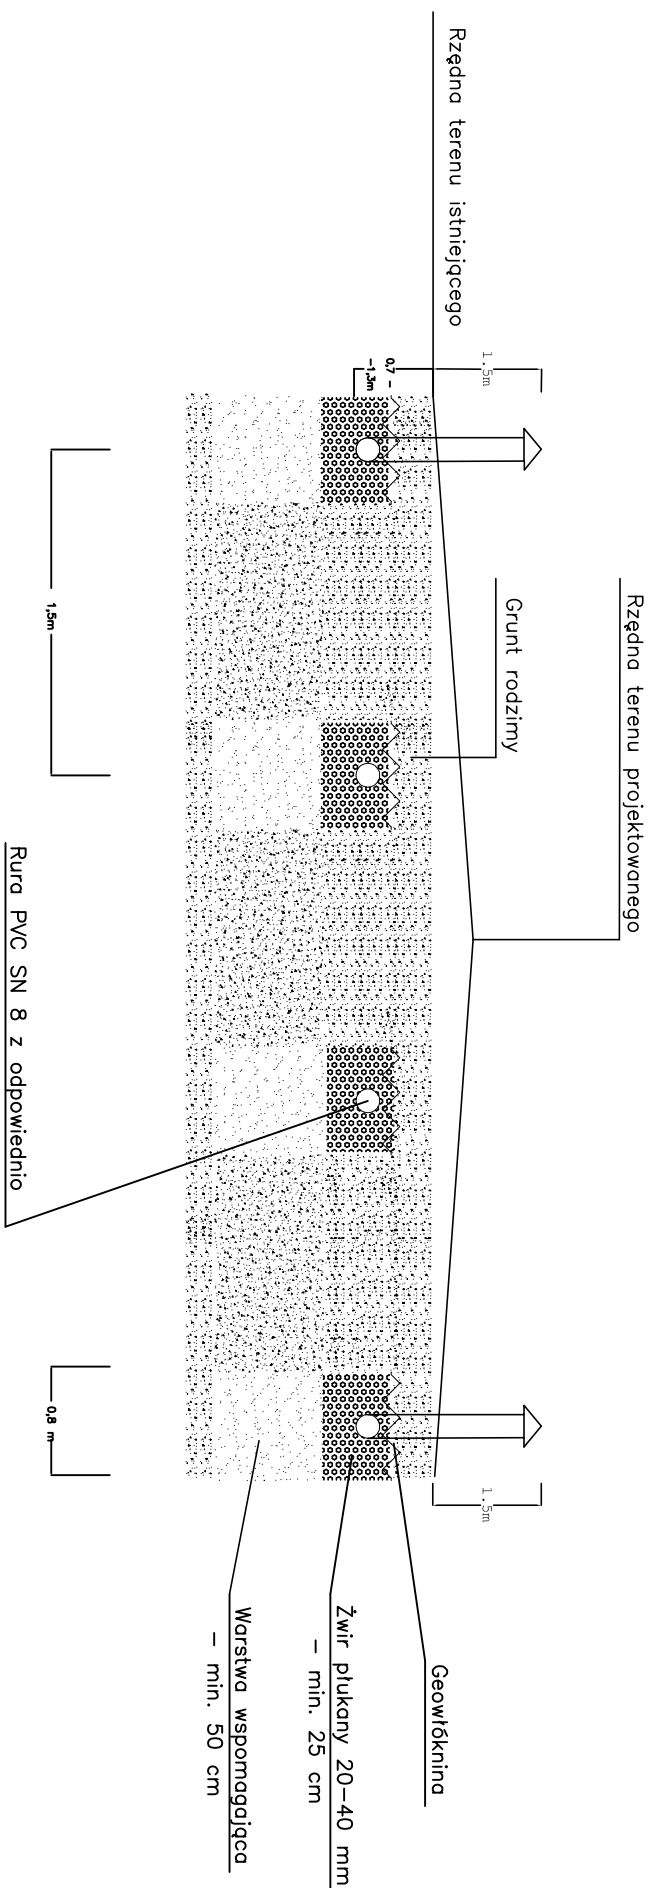 Rzędna terenu projektowanego
Rzędna terenu istniejącego
1.5m
Grunt rodzimy
1.5m
0,7 –
–1,3m
Geowłóknina
Żwir płukany 20–40 mm
– min. 25 cm
Warstwa wspomagająca
– min. 50 cm
1,5m
0,8 m
Rura PVC SN 8 z odpowiednio